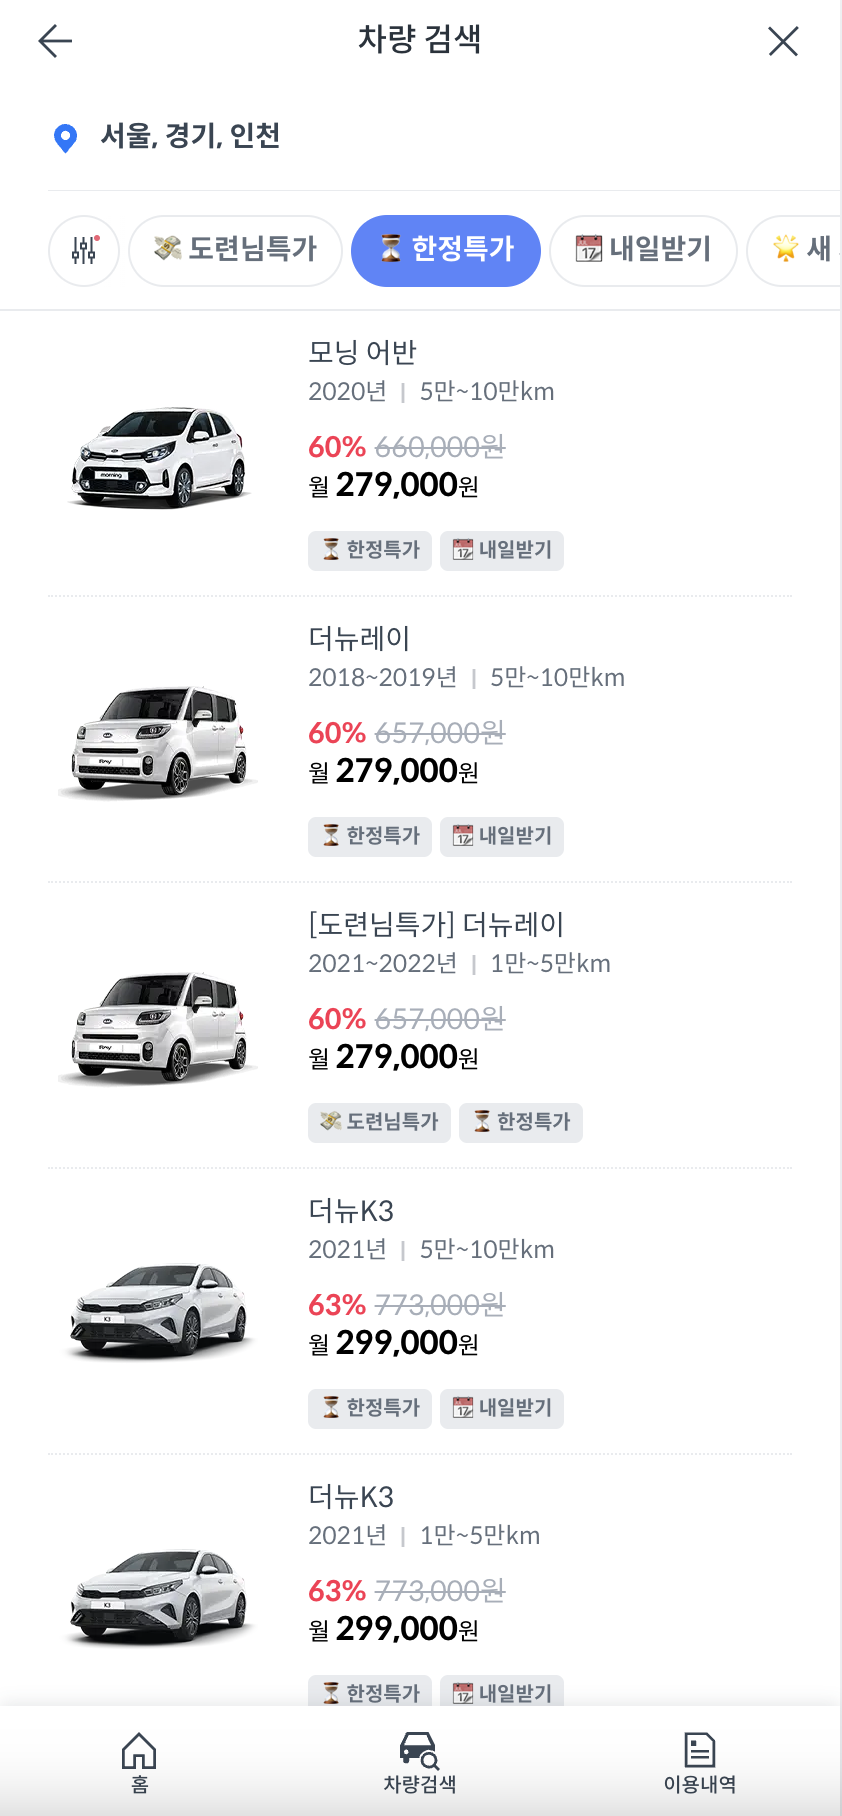 차량 검색
서울, 경기, 인천
도련님특가 한정특가 내일받기 새
모닝 어반
2020년 | 5만~10만km
60% 660,000원
월 279,000원
한정특가 내일받기
더뉴레이
2018~2019년 | 5만~10만km
60% 657,000원
월 279,000원
한정특가 내일받기
[도련님특가] 더뉴레이
2021~2022년 | 1만~5만km
60% 657,000원
월 279,000원
도련님특가 한정특가
더뉴K3
2021년 | 5만~10만km
63% 773,000원
월 299,000원
한정특가 내일받기
더뉴K3
2021년 | 1만~5만km
63% 773,000원
월 299,000원
한정특가 내일받기
홈 차량검색 이용내역